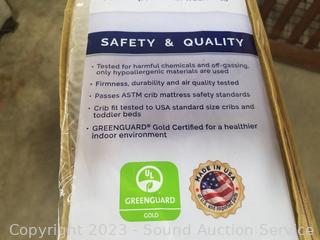 SAFETY & QUALITY
• Tested for harmful chemicals and off-gassing,
only hypoallergenic materials are used
• Firmness, durability and air quality tested
• Passes ASTM crib mattress safety standards
• Crib fit tested to USA standard size cribs and
toddler beds
• GREENGUARD® Gold Certified for a healthier
indoor environment
UL
GREENGUARD
GOLD
MADE IN USA
Copyright 2023 - Sound Auction Service